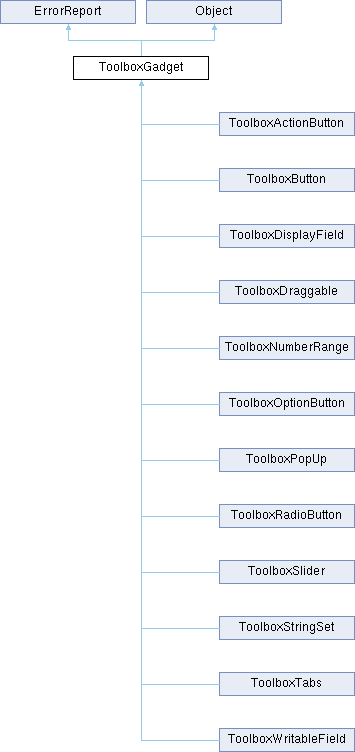 ErrorReport Object
ToolboxGadget
ToolboxActionButton
ToolboxButton
ToolboxDisplayField
ToolboxDraggable
ToolboxNumberRange
ToolboxOptionButton
ToolboxPopUp
ToolboxRadioButton
ToolboxSlider
ToolboxStringSet
ToolboxTabs
ToolboxWritableField